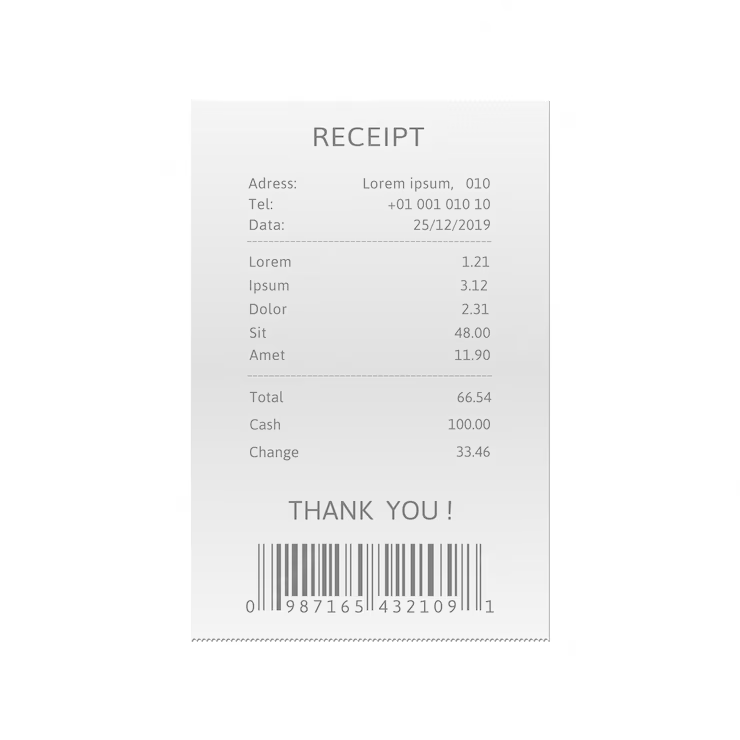 RECEIPT
Adress: Lorem ipsum, 010
Tel: +01 001 010 10
Data: 25/12/2019
Lorem 1.21
Ipsum 3.12
Dolor 2.31
Sit 48.00
Amet 11.90
Total 66.54
Cash 100.00
Change 33.46
THANK YOU !
0 987165 432109 1